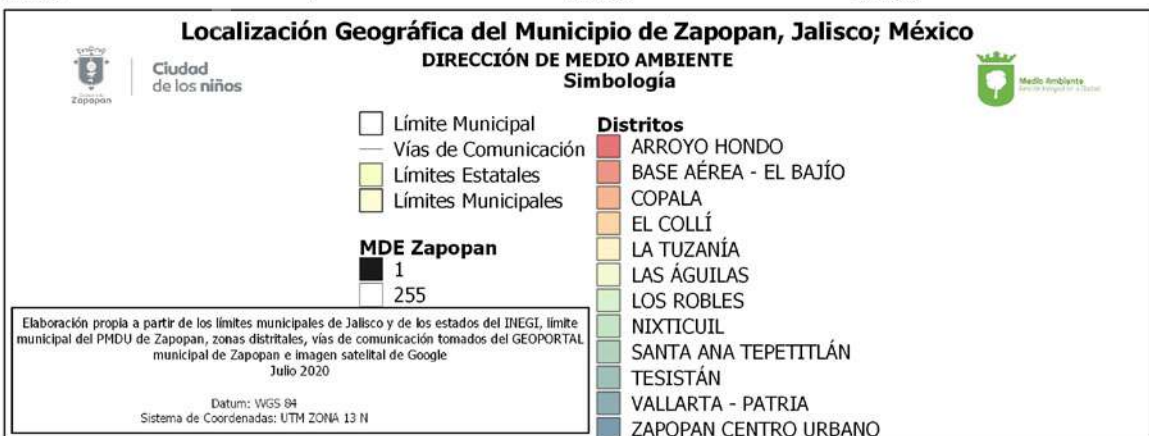 Localización Geográfica del Municipio de Zapopan, Jalisco; México
DIRECCIÓN DE MEDIO AMBIENTE
Simbología
Zapopan
Ciudad
de los niños
Medio Ambiente
Límite Municipal
Vías de Comunicación
Límites Estatales
Límites Municipales
MDE Zapopan
1
255
Distritos
ARROYO HONDO
BASE AÉREA - EL BAJÍO
COPALA
EL COLLÍ
LA TUZANÍA
LAS ÁGUILAS
LOS ROBLES
NIXTICUIL
SANTA ANA TEPETITLÁN
TESISTÁN
VALLARTA - PATRIA
ZAPOPAN CENTRO URBANO
Elaboración propia a partir de los límites municipales de Jalisco y de los estados del INEGI, límite
municipal del PMDU de Zapopan, zonas distritales, vías de comunicación tomados del GEOPORTAL
municipal de Zapopan e imagen satelital de Google
Julio 2020
Datum: WGS 84
Sistema de Coordenadas: UTM ZONA 13 N